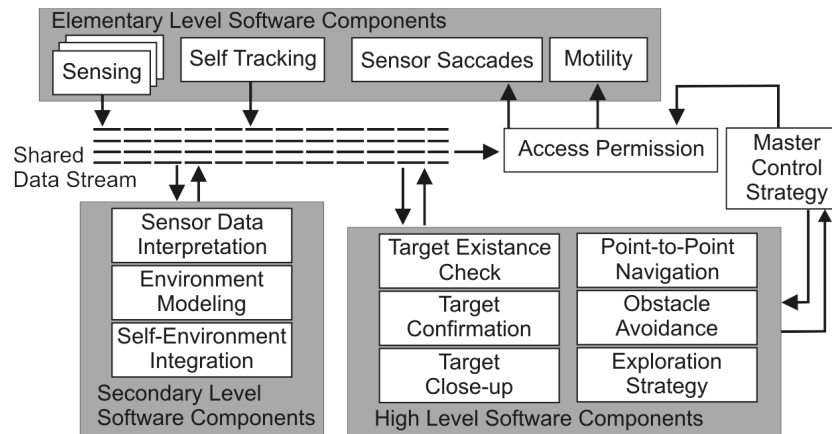 Elementary Level Software Components
Sensing
Self Tracking
Sensor Saccades
Motility
Shared
Data Stream
Access Permission
Master
Control
Strategy
Sensor Data
Interpretation
Environment
Modeling
Self-Environment
Integration
Secondary Level
Software Components
Target Existance
Check
Target
Confirmation
Target
Close-up
Point-to-Point
Navigation
Obstacle
Avoidance
Exploration
Strategy
High Level Software Components